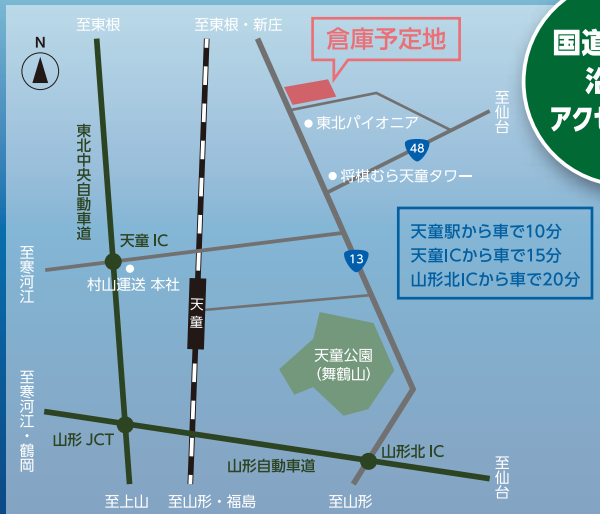 至東根
至東根・新庄
倉庫予定地
国道
沿
アクセ
N
至仙台
東北パイオニア
48
東北中央自動車道
将棋むら天童タワー
天童駅から車で10分
天童ICから車で15分
山形北ICから車で20分
天童 IC
13
至寒河江
村山運送 本社
天童
天童公園
(舞鶴山)
至寒河江・鶴岡
山形 JCT
山形自動車道
山形北 IC
至仙台
至上山
至山形・福島
至山形